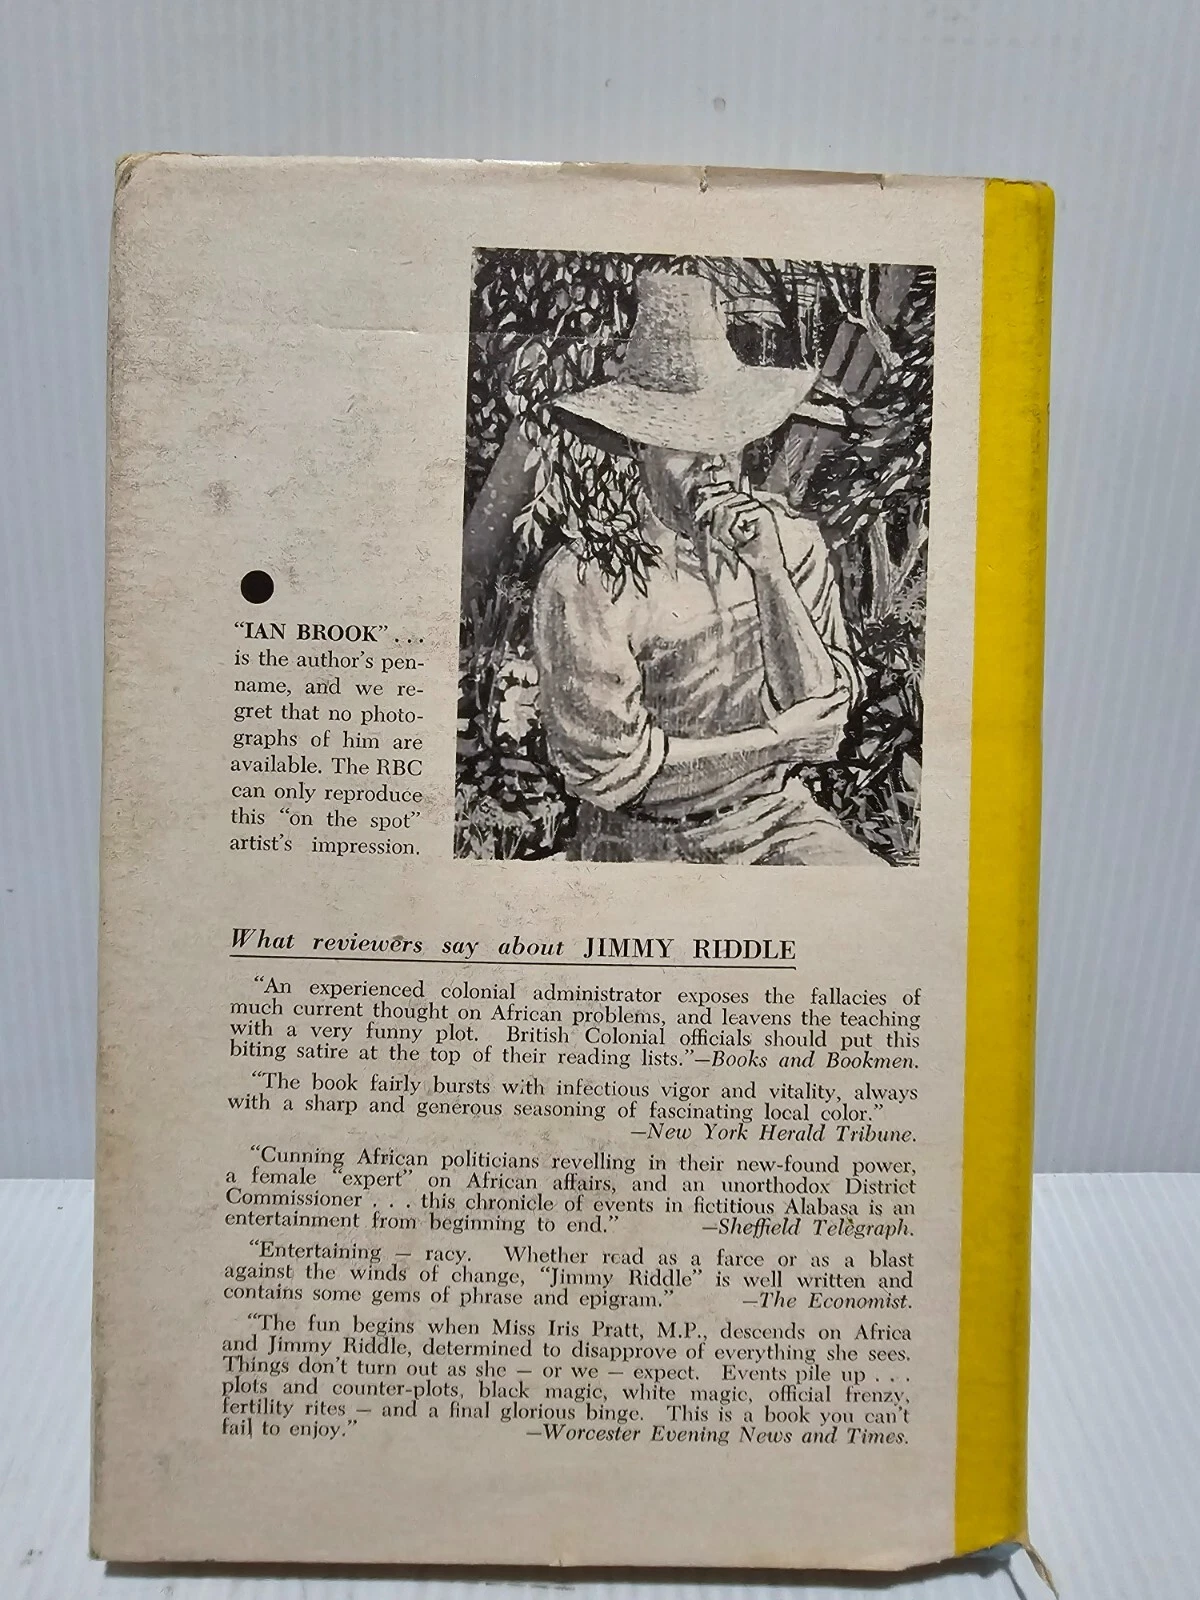 “IAN BROOK” . . .
is the author’s pen-
name, and we re-
gret that no photo-
graphs of him are
available. The RBC
can only reproduce
this “on the spot”
artist’s impression.
What reviewers say about JIMMY RIDDLE
“An experienced colonial administrator exposes the fallacies of
much current thought on African problems, and leavens the teaching
with a very funny plot. British Colonial officials should put this
biting satire at the top of their reading lists.”—Books and Bookmen.
“The book fairly bursts with infectious vigor and vitality, always
with a sharp and generous seasoning of fascinating local color.”
—New York Herald Tribune.
“Cunning African politicians revelling in their new-found power,
a female “expert” on African affairs, and an unorthodox District
Commissioner . . . this chronicle of events in fictitious Alabasa is an
entertainment from beginning to end.” —Sheffield Telegraph.
“Entertaining — racy. Whether read as a farce or as a blast
against the winds of change, “Jimmy Riddle” is well written and
contains some gems of phrase and epigram.” —The Economist.
“The fun begins when Miss Iris Pratt, M.P., descends on Africa
and Jimmy Riddle, determined to disapprove of everything she sees.
Things don’t turn out as she — or we — expect. Events pile up . . .
plots and counter-plots, black magic, white magic, official frenzy,
fertility rites — and a final glorious binge. This is a book you can’t
fail to enjoy.” —Worcester Evening News and Times.